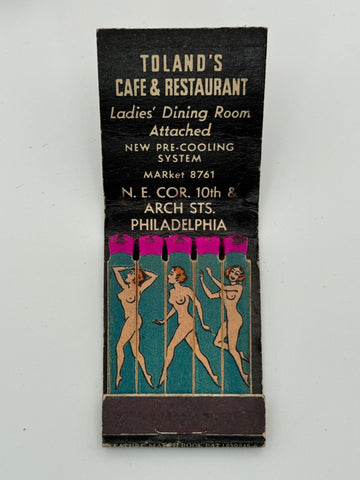 TOLAND'S
CAFE & RESTAURANT
Ladies' Dining Room
Attached
NEW PRE-COOLING
SYSTEM
MARket 8761
N. E. COR. 10th &
ARCH STS.
PHILADELPHIA